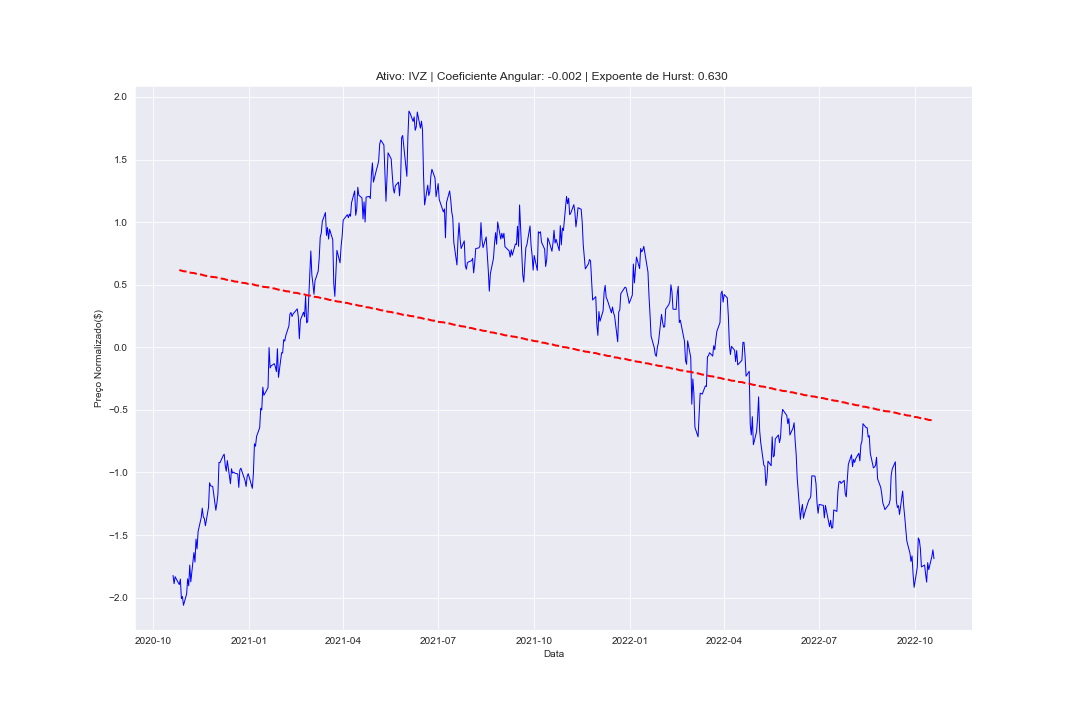 Ativo: IVZ | Coeficiente Angular: -0.002 | Expoente de Hurst: 0.630
2.0
1.5
1.0
0.5
0.0
−0.5
−1.0
−1.5
−2.0
Preço Normalizado($)
2020-10 2021-01 2021-04 2021-07 2021-10 2022-01 2022-04 2022-07 2022-10
Data